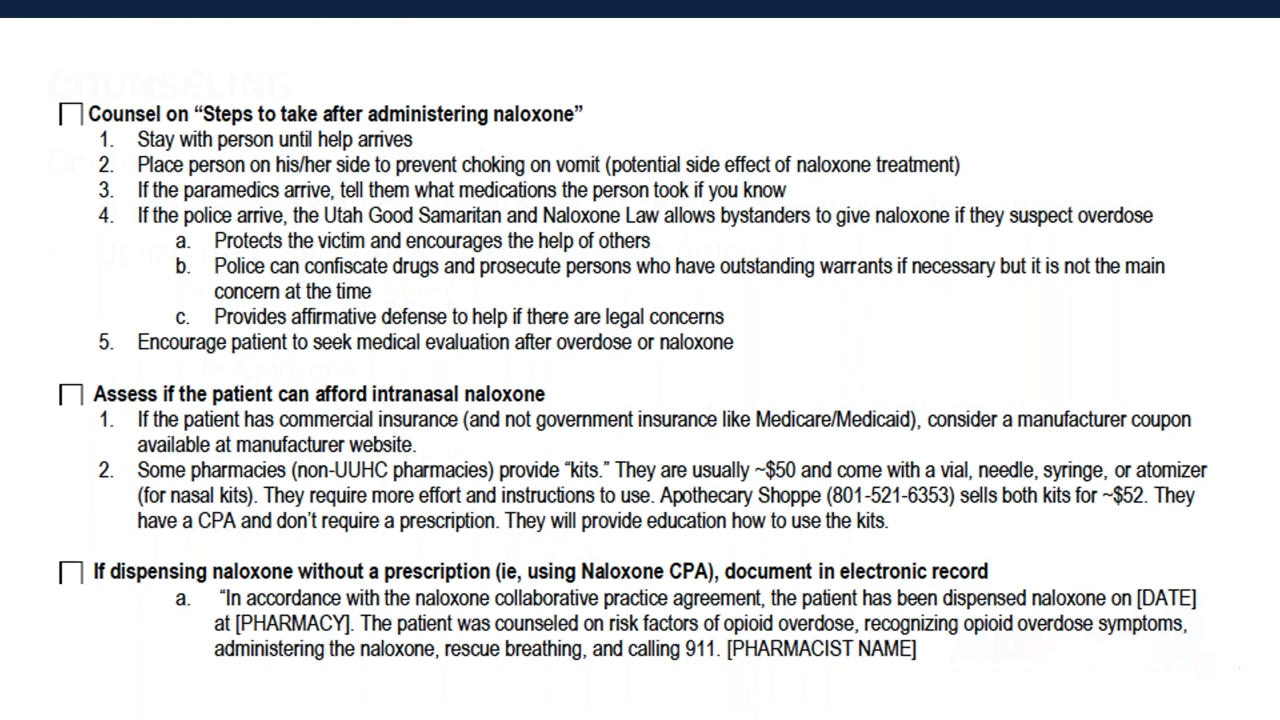 COUNSELING
Counsel on “Steps to take after administering naloxone”
1. Stay with person until help arrives
2. Place person on his/her side to prevent choking on vomit (potential side effect of naloxone treatment)
3. If the paramedics arrive, tell them what medications the person took if you know
4. If the police arrive, the Utah Good Samaritan and Naloxone Law allows bystanders to give naloxone if they suspect overdose
a. Protects the victim and encourages the help of others
b. Police can confiscate drugs and prosecute persons who have outstanding warrants if necessary but it is not the main
concern at the time
c. Provides affirmative defense to help if there are legal concerns
5. Encourage patient to seek medical evaluation after overdose or naloxone
Assess if the patient can afford intranasal naloxone
1. If the patient has commercial insurance (and not government insurance like Medicare/Medicaid), consider a manufacturer coupon
available at manufacturer website.
2. Some pharmacies (non-UUHC pharmacies) provide “kits.” They are usually ~$50 and come with a vial, needle, syringe, or atomizer
(for nasal kits). They require more effort and instructions to use. Apothecary Shoppe (801-521-6353) sells both kits for ~$52. They
have a CPA and don’t require a prescription. They will provide education how to use the kits.
If dispensing naloxone without a prescription (ie, using Naloxone CPA), document in electronic record
a. “In accordance with the naloxone collaborative practice agreement, the patient has been dispensed naloxone on [DATE]
at [PHARMACY]. The patient was counseled on risk factors of opioid overdose, recognizing opioid overdose symptoms,
administering the naloxone, rescue breathing, and calling 911. [PHARMACIST NAME]